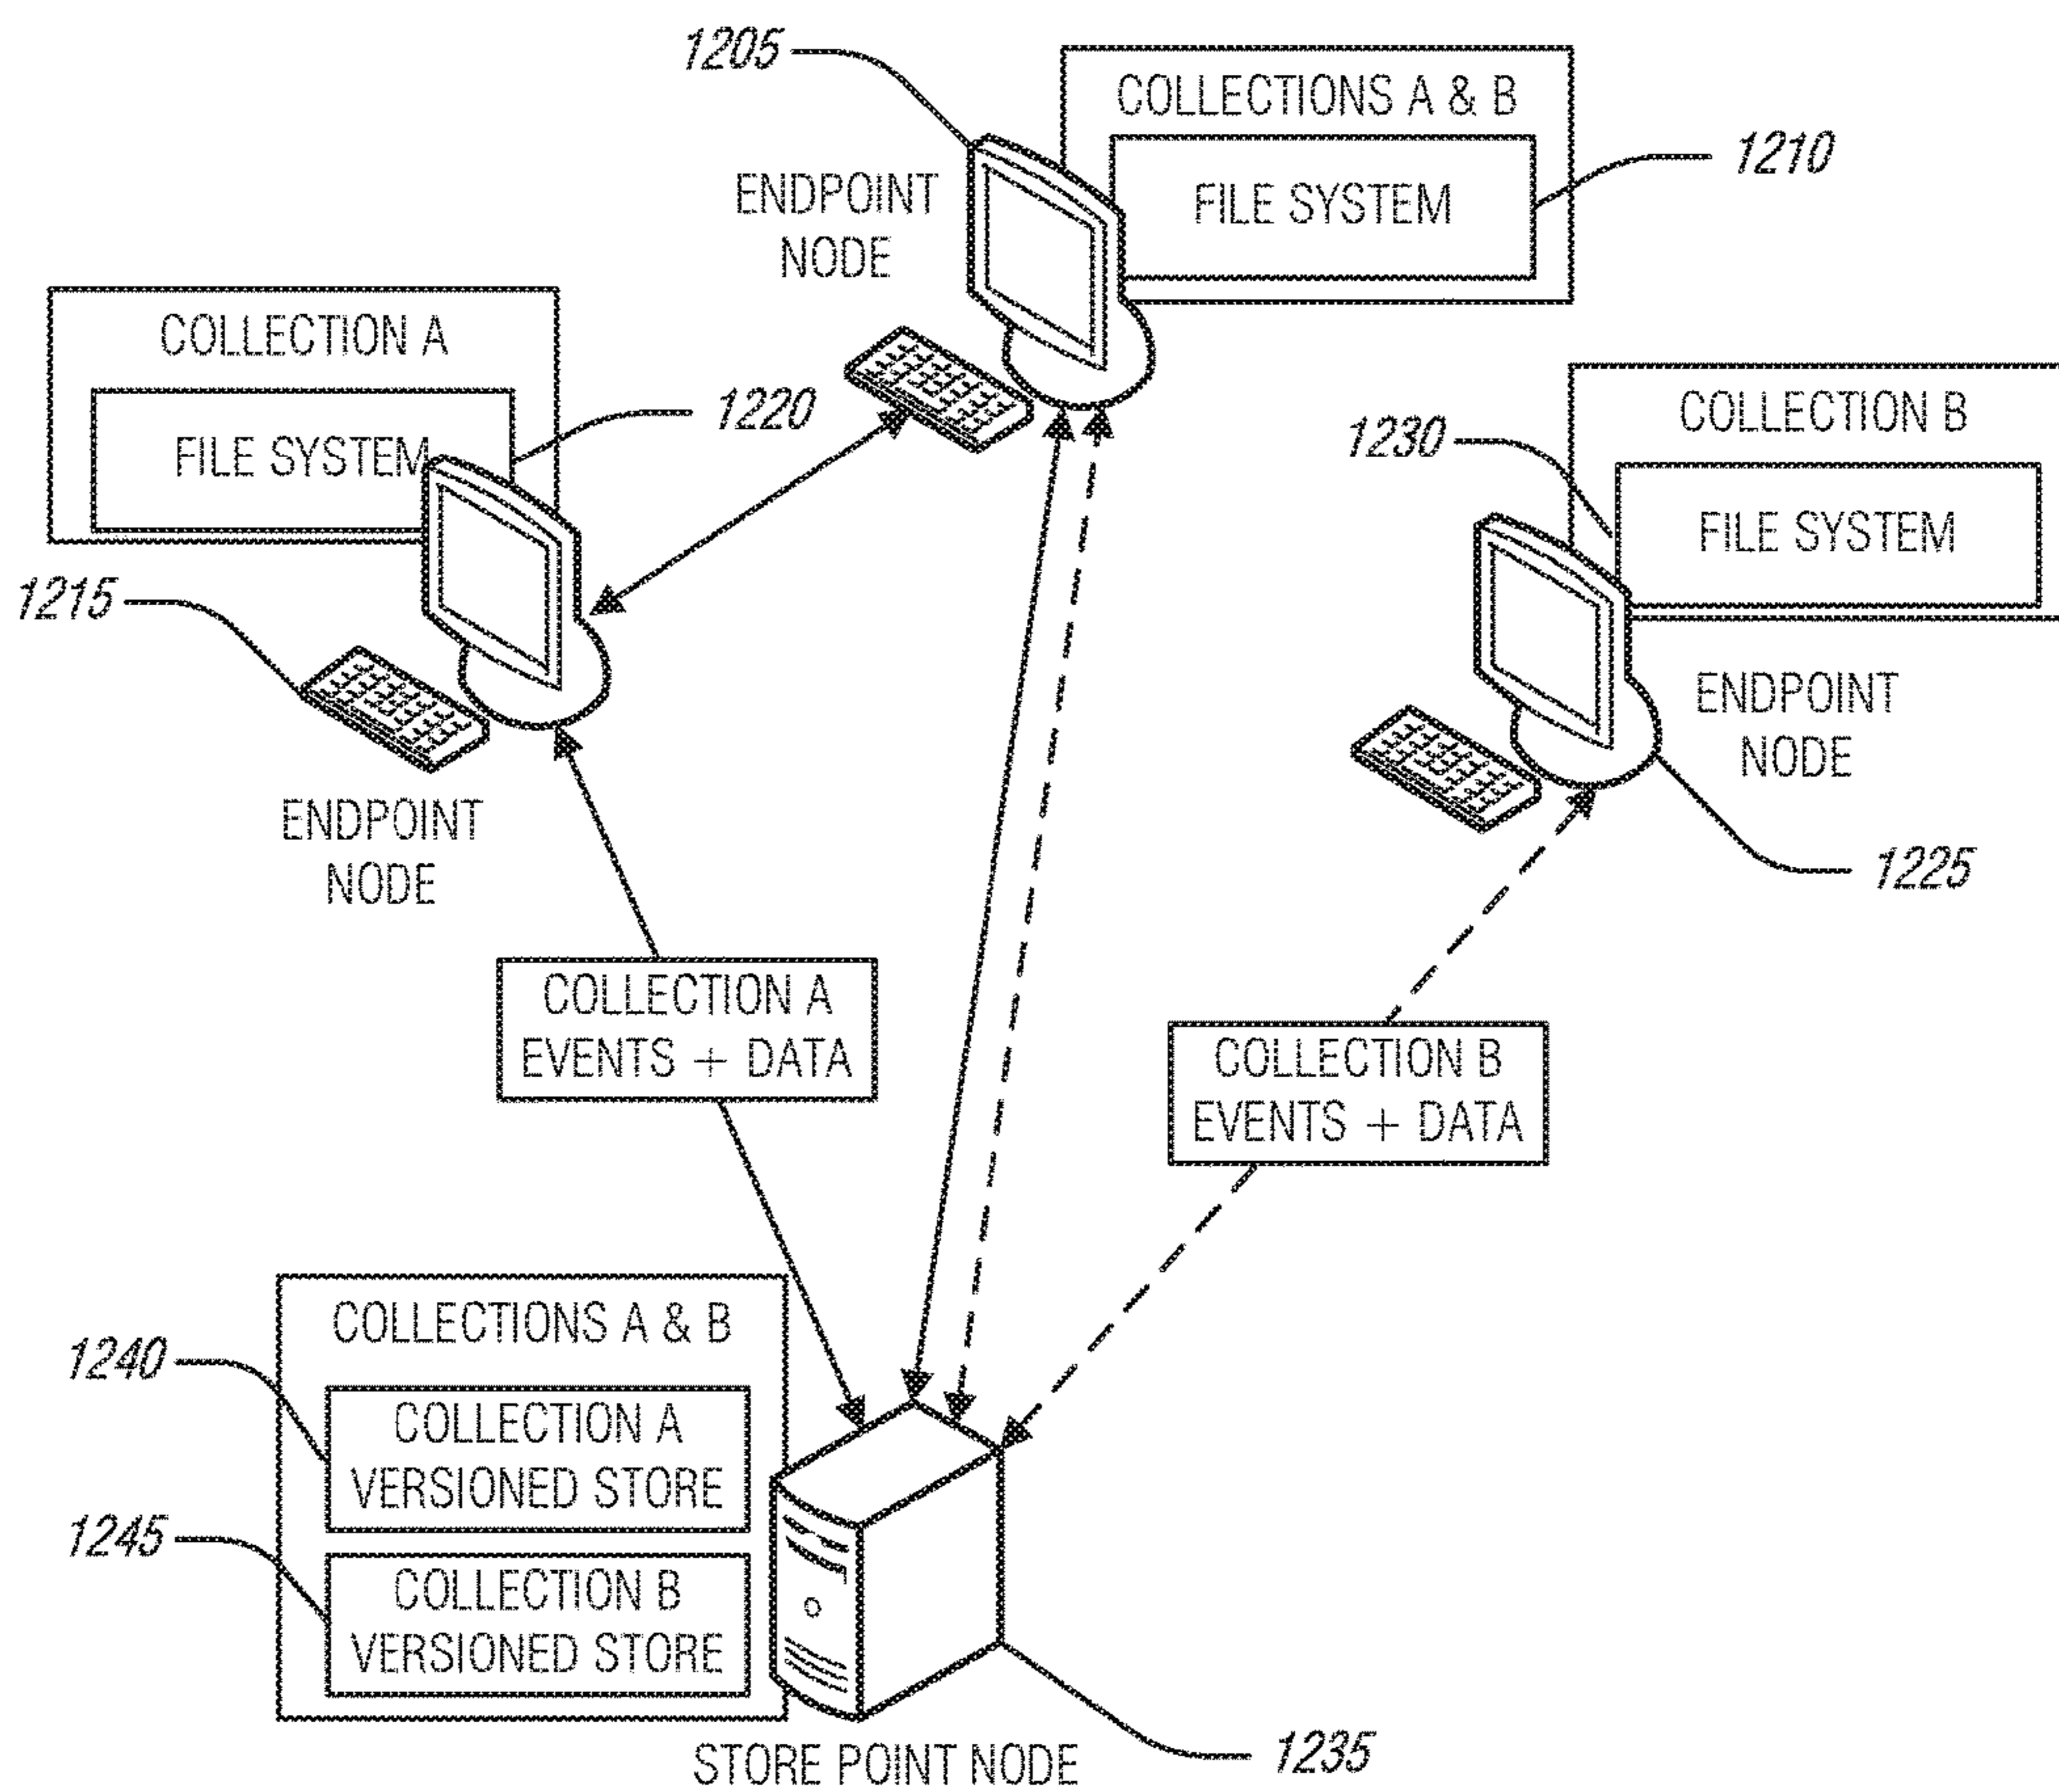 1205
COLLECTIONS A & B
FILE SYSTEM
1210
ENDPOINT
NODE
COLLECTION A
FILE SYSTEM
1220
1215
ENDPOINT
NODE
COLLECTION B
1230
FILE SYSTEM
ENDPOINT
NODE
1225
COLLECTION A
EVENTS + DATA
COLLECTION B
EVENTS + DATA
COLLECTIONS A & B
1240
COLLECTION A
VERSIONED STORE
1245
COLLECTION B
VERSIONED STORE
STORE POINT NODE
1235